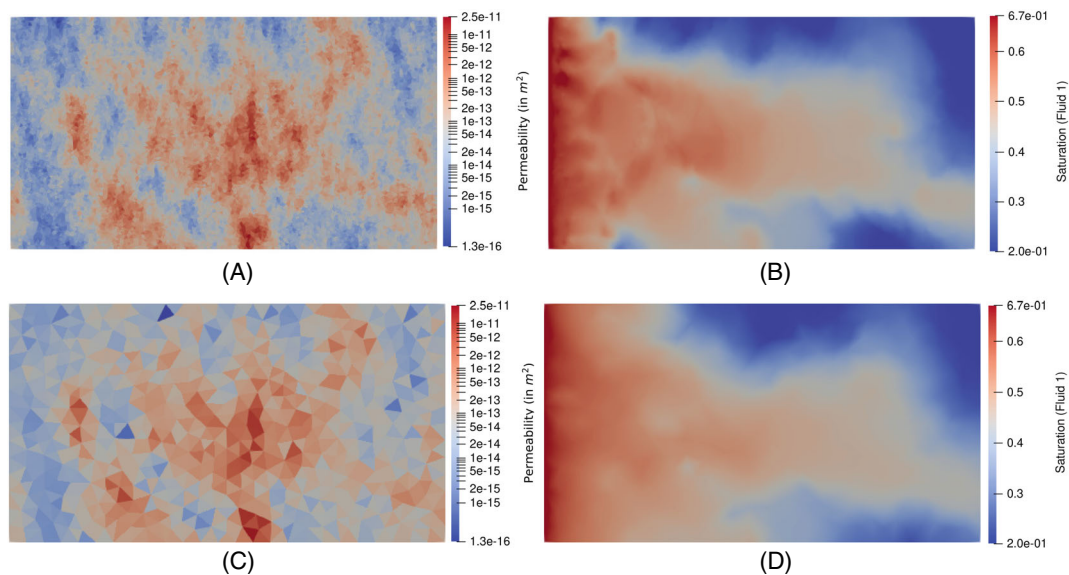 2.5e-11
1e-11
5e-12
2e-12
1e-12
5e-13
2e-13
1e-13
5e-14
2e-14
1e-14
5e-15
2e-15
1e-15
1.3e-16
Permeability (in m²)
(A)
6.7e-01
0.6
0.5
0.4
0.3
2.0e-01
Saturation (Fluid 1)
(B)
2.5e-11
1e-11
5e-12
2e-12
1e-12
5e-13
2e-13
1e-13
5e-14
2e-14
1e-14
5e-15
2e-15
1e-15
1.3e-16
Permeability (in m²)
(C)
6.7e-01
0.6
0.5
0.4
0.3
2.0e-01
Saturation (Fluid 1)
(D)